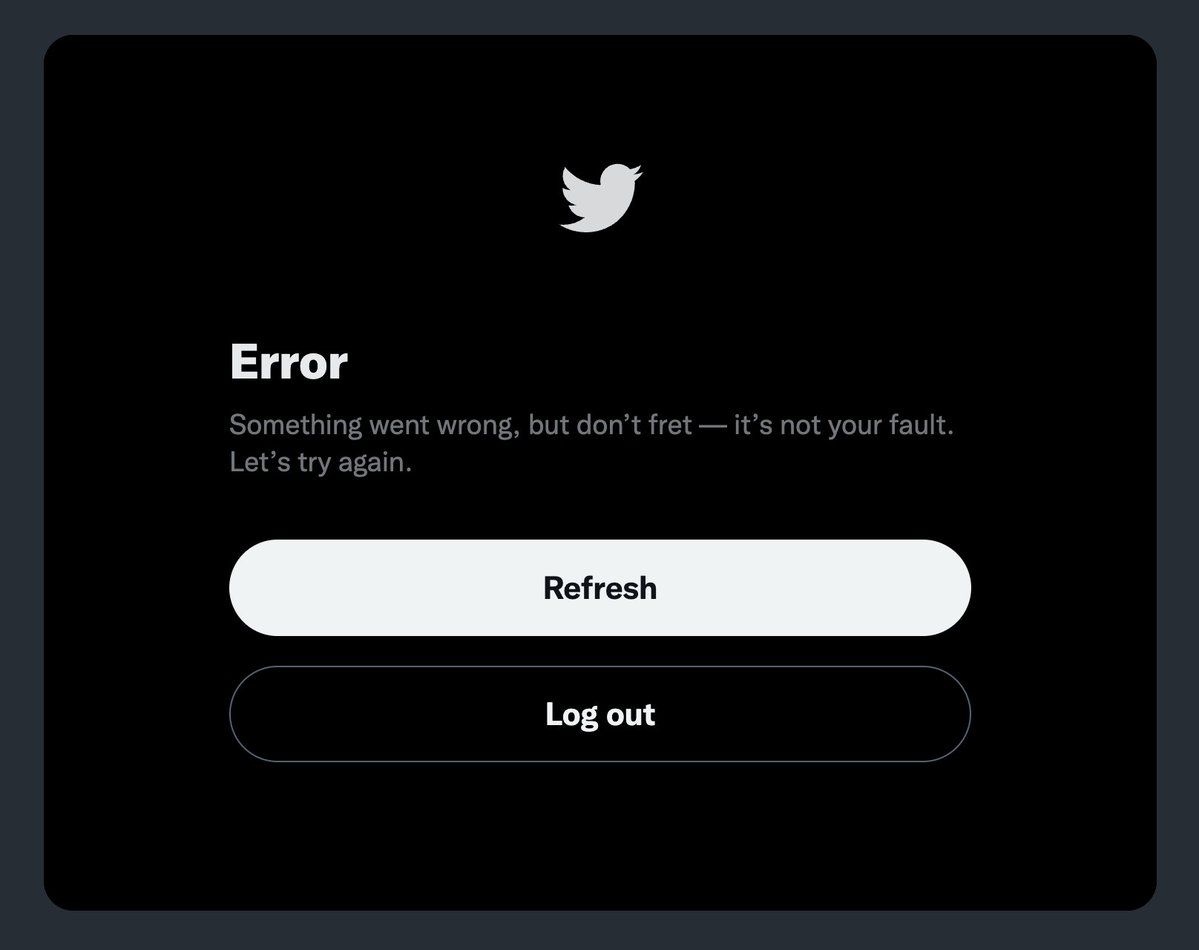 Error
Something went wrong, but don’t fret — it’s not your fault.
Let’s try again.
Refresh
Log out